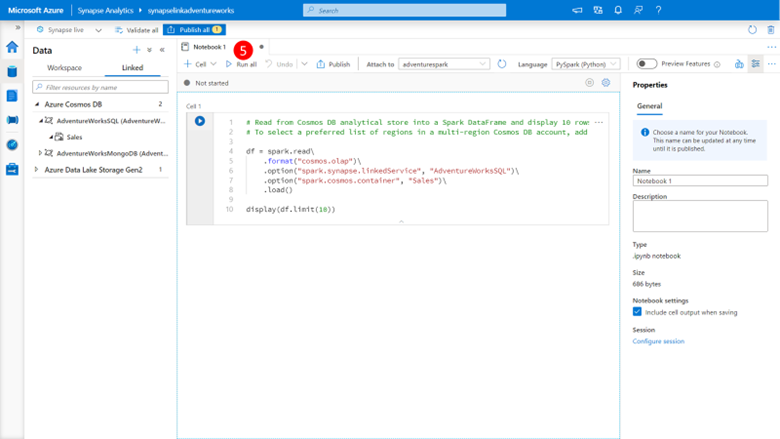 Microsoft Azure
Synapse Analytics
synapselinkadventureworks
Search
Synapse live
Validate all
Publish all
1
Data
Workspace
Linked
Filter resources by name
Azure Cosmos DB
2
AdventureWorksSQL (AdventureW...
Sales
AdventureWorksMongoDB (Advent...
Azure Data Lake Storage Gen2
1
Notebook 1
5
Cell
Run all
Undo
Publish
Attach to
adventurespark
Language
PySpark (Python)
Preview Features
Not started
Cell 1
1 # Read from Cosmos DB analytical store into a Spark DataFrame and display 10 rows
2 # To select a preferred list of regions in a multi-region Cosmos DB account, add
3
4 df = spark.read\
5 .format("cosmos.olap")\
6 .option("spark.synapse.linkedService", "AdventureWorksSQL")\
7 .option("spark.cosmos.container", "Sales")\
8 .load()
9
10 display(df.limit(10))
Properties
General
Choose a name for your Notebook.
This name can be updated at any time
until it is published.
Name
Notebook 1
Description
Type
.ipynb notebook
Size
686 bytes
Notebook settings
Include cell output when saving
Session
Configure session